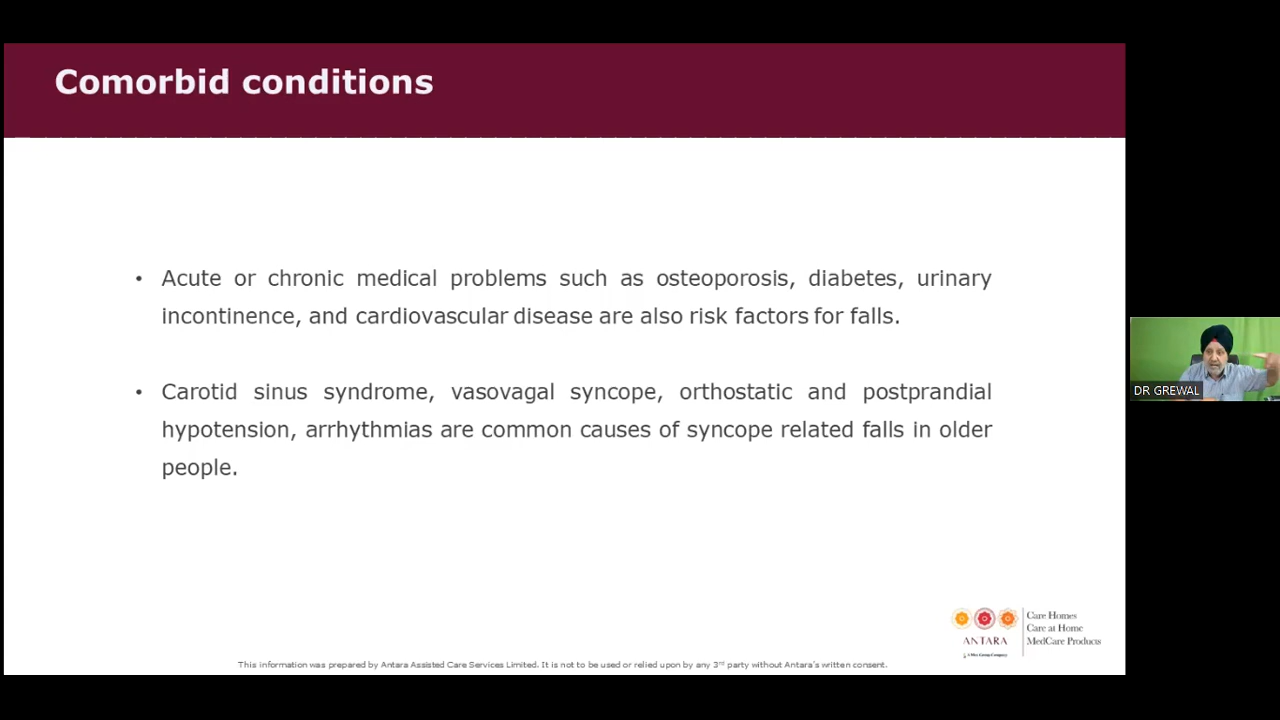 Comorbid conditions
• Acute or chronic medical problems such as osteoporosis, diabetes, urinary
incontinence, and cardiovascular disease are also risk factors for falls.
• Carotid sinus syndrome, vasovagal syncope, orthostatic and postprandial
hypotension, arrhythmias are common causes of syncope related falls in older
people.
DR GREWAL
ANTARA
A Max Group Company
Care Homes
Care at Home
MedCare Products
This information was prepared by Antara Assisted Care Services Limited. It is not to be used or relied upon by any 3rd party without Antara's written consent.